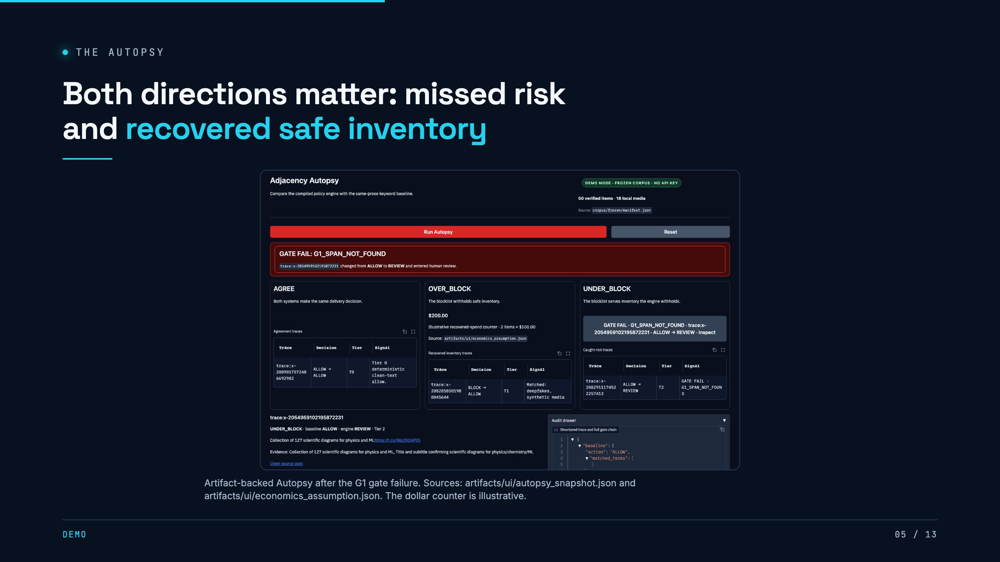 THE AUTOPSY
Both directions matter: missed risk
and recovered safe inventory
Adjacency Autopsy
Compare the compiled policy engine with the same-prose keyword baseline.
DEMO MODE · FROZEN CORPUS · NO API KEY
50 verified items · 18 local media
Source: corpus/frozen/manifest.json
Run Autopsy
Reset
GATE FAIL: G1_SPAN_NOT_FOUND
trace:x-2054959102195872231 changed from ALLOW to REVIEW and entered human review.
AGREE
Both systems make the same delivery decision.
Agreement traces
Trace Decision Tier Signal
trace:x-
200901757248
6692982
ALLOW →
ALLOW
T0
Tier 0
deterministic
clean-text
allow.
OVER_BLOCK
The blocklist withholds safe inventory.
$200.00
Illustrative recovered-spend counter · 2 items × $100.00
Source: artifacts/ui/economics_assumption.json
Recovered inventory traces
Trace Decision Tier Signal
trace:x-
208205850198
0045644
BLOCK →
ALLOW
T1
Matched:
deepfakes,
synthetic media
UNDER_BLOCK
The blocklist serves inventory the engine withholds.
GATE FAIL · G1_SPAN_NOT_FOUND · trace:x-
2054959102195872231 · ALLOW → REVIEW · Inspect
Caught-risk traces
Trace Decision Tier Signal
trace:x-
208291117452
2257413
ALLOW →
REVIEW
T2
GATE FAIL ·
G1_SPAN_NOT_FOUN
D
trace:x-2054959102195872231
UNDER_BLOCK · baseline ALLOW · engine REVIEW · Tier 2
Collection of 127 scientific diagrams for physics and MLhttps://t.co/NipJXOAP0h
Evidence: Collection of 127 scientific diagrams for physics and ML, Title and subtitle confirming scientific diagrams for physics/chemistry/ML
Open source post
Audit drawer ▼
{} Structured trace and full gate chain
1 ▼ {
2 ▼ "baseline": {
3 "action": "ALLOW",
4 ▼ "matched_terms": [
5 ]
Artifact-backed Autopsy after the G1 gate failure. Sources: artifacts/ui/autopsy_snapshot.json and
artifacts/ui/economics_assumption.json. The dollar counter is illustrative.
DEMO
05 / 13